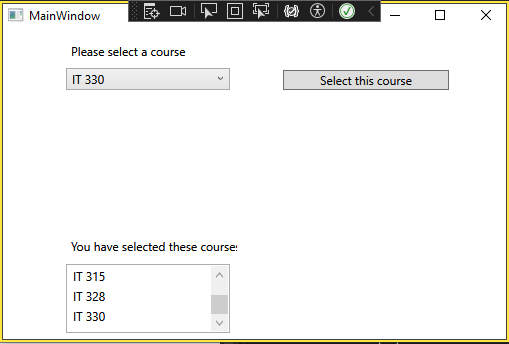 MainWindow
Please select a course
IT 330
Select this course
You have selected these courses
IT 315
IT 328
IT 330